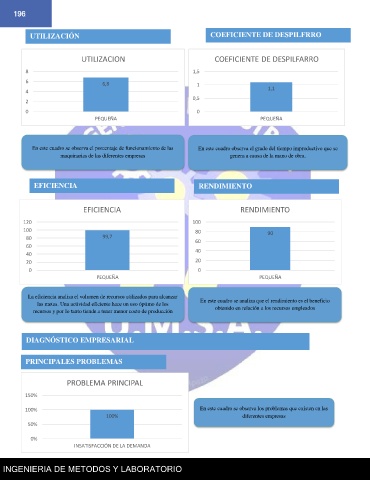 196
UTILIZACIÓN
COEFICIENTE DE DESPILFRRO
UTILIZACION
8
6
4
2
0
6,9
PEQUEÑA
COEFICIENTE DE DESPILFARRO
1,5
1
0,5
0
1,1
PEQUEÑA
En este cuadro se observa el porcentaje de funcionamiento de las
maquinarias de las diferentes empresas
En este cuadro observa el grado del tiempo improductivo que se
genera a causa de la mano de obra.
EFICIENCIA
RENDIMIENTO
EFICIENCIA
120
100
80
60
40
20
0
99,7
PEQUEÑA
RENDIMIENTO
100
80
60
40
20
0
90
PEQUEÑA
La eficiencia analiza el volumen de recursos utilizados para alcanzar
las metas. Una actividad eficiente hace un uso óptimo de los
recursos y por lo tanto tiende a tener menor costo de producción
En este cuadro se analiza que el rendimiento es el beneficio
obtenido en relación a los recursos empleados
U.M.S.A.
DIAGNÓSTICO EMPRESARIAL
PRINCIPALES PROBLEMAS
PROBLEMA PRINCIPAL
150%
100%
50%
0%
100%
INSATISFACCIÓN DE LA DEMANDA
En este cuadro se observa los problemas que existen en las
diferentes empresas
INGENIERIA DE METODOS Y LABORATORIO